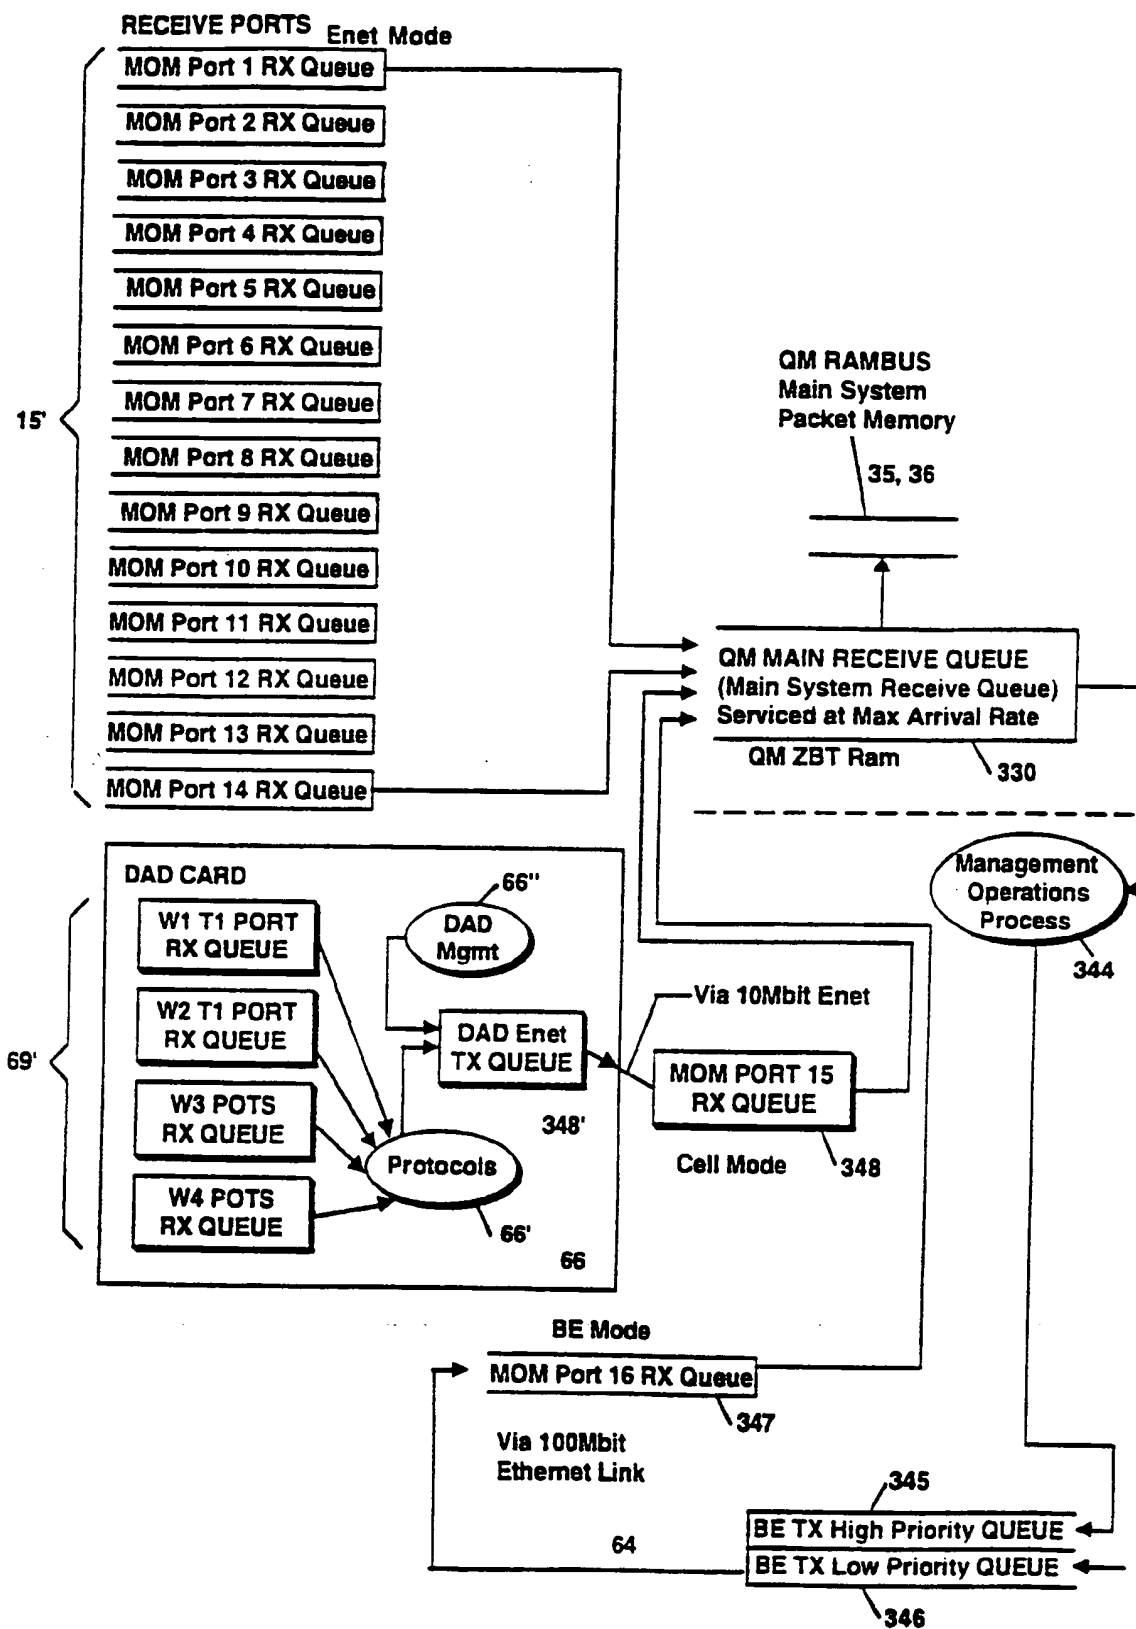 RECEIVE PORTS
Enet Mode
MOM Port 1 RX Queue
MOM Port 2 RX Queue
MOM Port 3 RX Queue
MOM Port 4 RX Queue
MOM Port 5 RX Queue
MOM Port 6 RX Queue
MOM Port 7 RX Queue
MOM Port 8 RX Queue
MOM Port 9 RX Queue
MOM Port 10 RX Queue
MOM Port 11 RX Queue
MOM Port 12 RX Queue
MOM Port 13 RX Queue
MOM Port 14 RX Queue
15'
QM RAMBUS
Main System
Packet Memory
35, 36
QM MAIN RECEIVE QUEUE
(Main System Receive Queue)
Serviced at Max Arrival Rate
QM ZBT Ram
330
Management
Operations
Process
344
DAD CARD
66"
W1 T1 PORT
RX QUEUE
DAD
Mgmt
W2 T1 PORT
RX QUEUE
DAD Enet
TX QUEUE
Via 10Mbit Enet
69'
W3 POTS
RX QUEUE
348'
MOM PORT 15
RX QUEUE
Protocols
Cell Mode
348
W4 POTS
RX QUEUE
66'
66
BE Mode
MOM Port 16 RX Queue
347
Via 100Mbit
Ethernet Link
345
BE TX High Priority QUEUE
64
BE TX Low Priority QUEUE
346